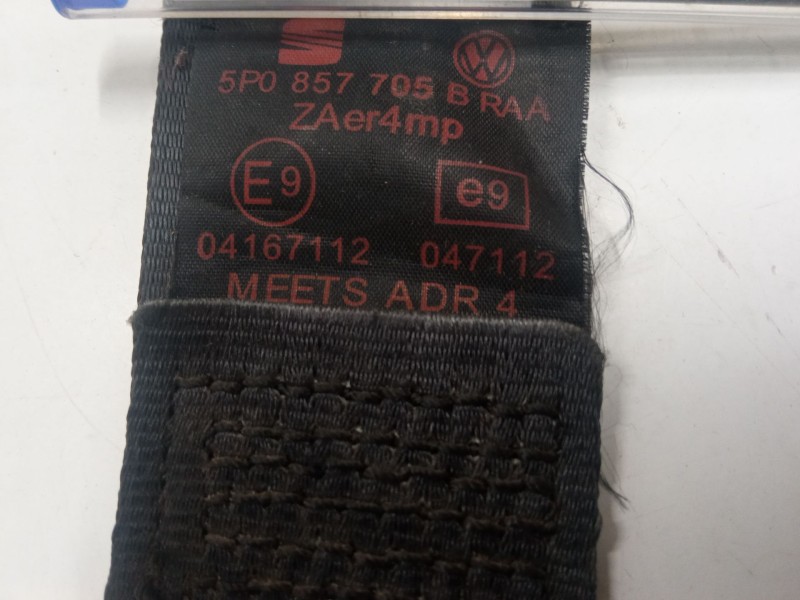 5P0 857 705 B RAA
ZAer4mp
E9 e9
04167112 047112
MEETS ADR 4